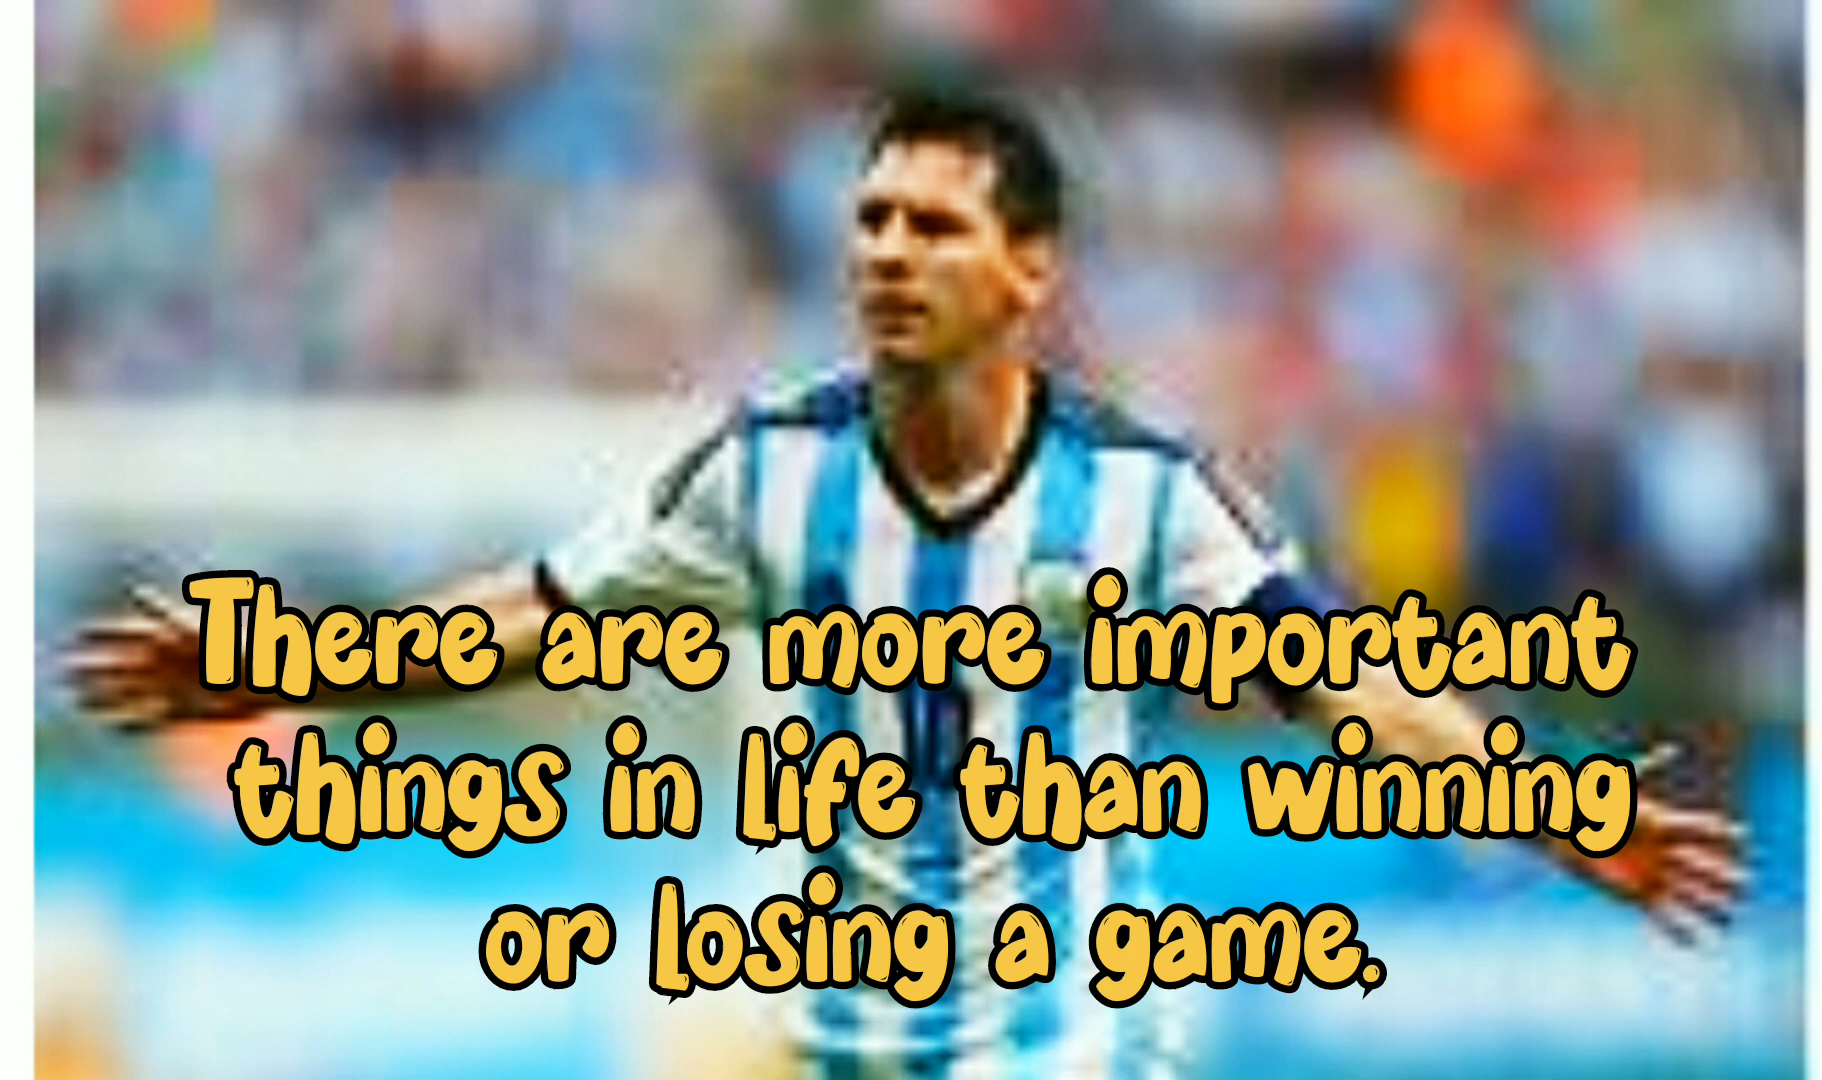 There are more important
things in life than winning
or losing a game.